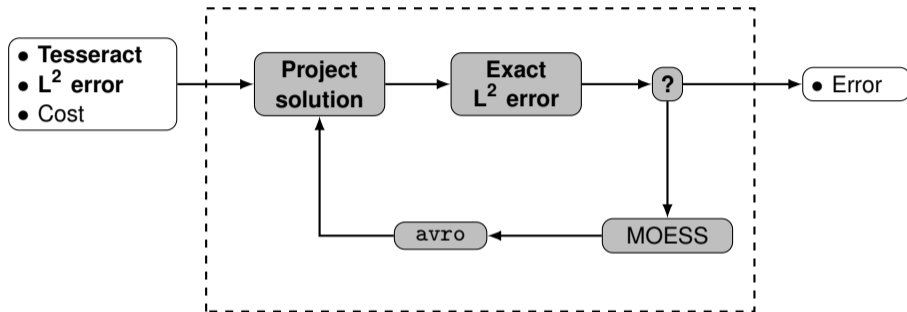 • Tesseract
• L² error
• Cost
Project
solution
Exact
L² error
?
• Error
avro
MOESS